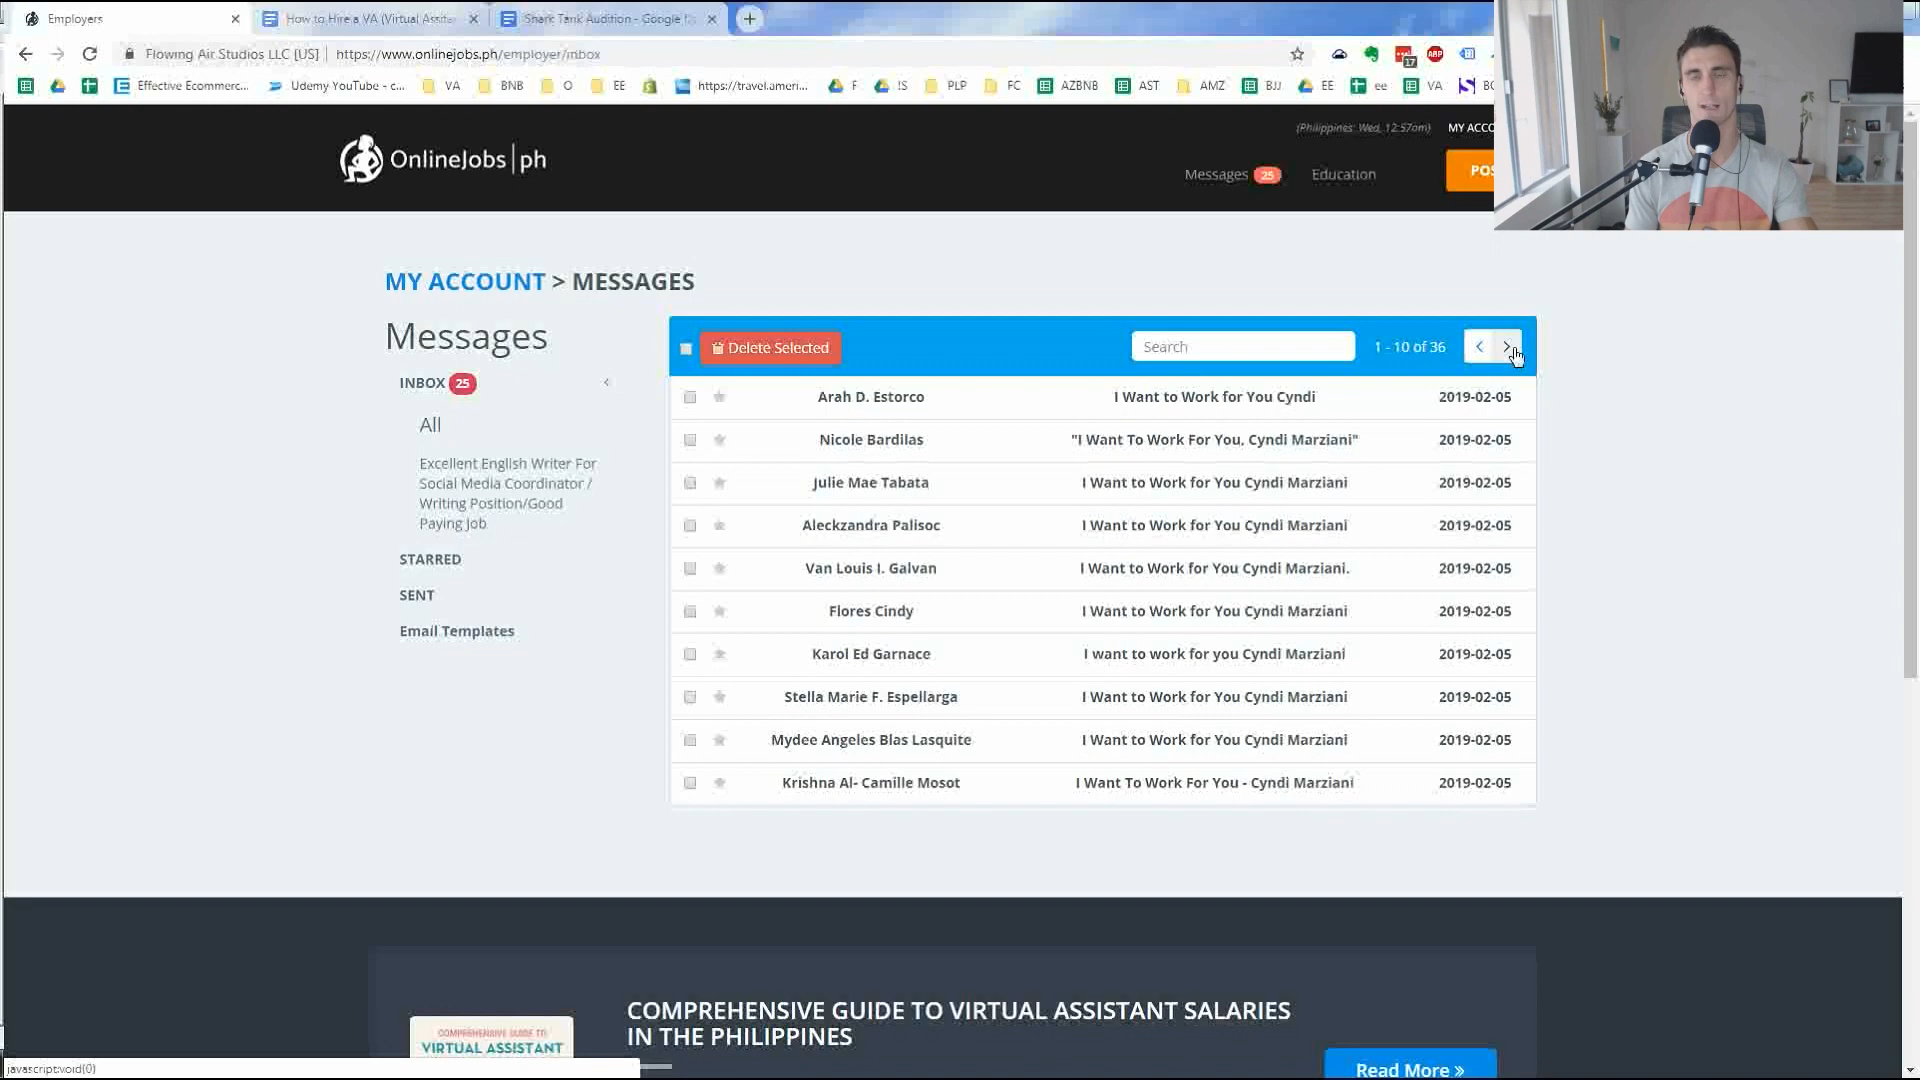 Employers
How to Hire a VA (Virtual Assist
Shark Tank Audition - Google
Flowing Air Studios LLC [US]
https://www.onlinejobs.ph/employer/inbox
17
ABP
Effective Ecommerc...
Udemy YouTube - c...
VA
BNB
O
EE
https://travel.ameri...
F
!S
PLP
FC
AZBNB
AST
AMZ
BJJ
EE
ee
VA
(Philippines: Wed, 12:57am)
MY ACCO
OnlineJobs|ph
Messages 25
Education
POS
MY ACCOUNT > MESSAGES
Messages
INBOX 25
All
Excellent English Writer For
Social Media Coordinator /
Writing Position/Good
Paying Job
STARRED
SENT
Email Templates
Delete Selected
Search
1 - 10 of 36
Arah D. Estorco I Want to Work for You Cyndi 2019-02-05
Nicole Bardilas "I Want To Work For You, Cyndi Marziani" 2019-02-05
Julie Mae Tabata I Want to Work for You Cyndi Marziani 2019-02-05
Aleckzandra Palisoc I Want to Work for You Cyndi Marziani 2019-02-05
Van Louis I. Galvan I Want to Work for You Cyndi Marziani. 2019-02-05
Flores Cindy I Want to Work for You Cyndi Marziani 2019-02-05
Karol Ed Garnace I want to work for you Cyndi Marziani 2019-02-05
Stella Marie F. Espellarga I Want to Work for You Cyndi Marziani 2019-02-05
Mydee Angeles Blas Lasquite I Want to Work for You Cyndi Marziani 2019-02-05
Krishna Al- Camille Mosot I Want To Work For You - Cyndi Marziani 2019-02-05
COMPREHENSIVE GUIDE TO VIRTUAL ASSISTANT SALARIES
IN THE PHILIPPINES
COMPREHENSIVE GUIDE TO
VIRTUAL ASSISTANT
Read More »
javascript:void(0)